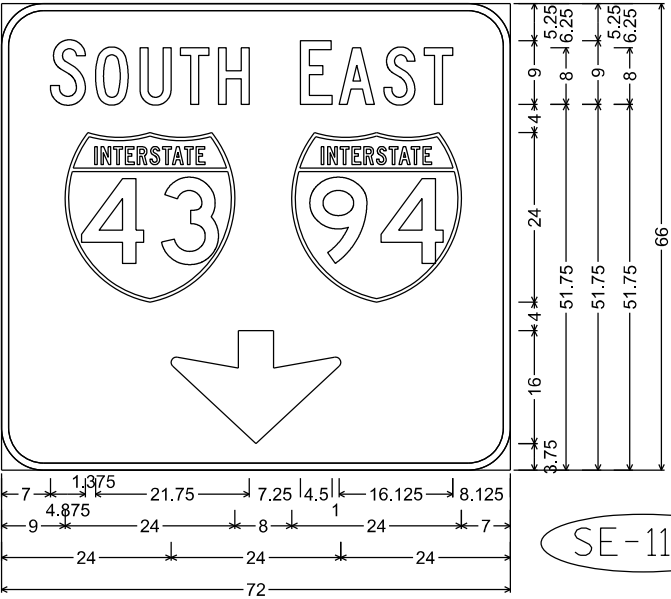 SOUTH EAST
INTERSTATE INTERSTATE
43 94
5.25 6.25 5.25 6.25
9 8 9 8
4
24
51.75 51.75 51.75
66
4
16
3.75
7 4.875 1.375 21.75 7.25 4.5 1 16.125 8.125
9 24 8 24 7
24 24 24
72
SE-11